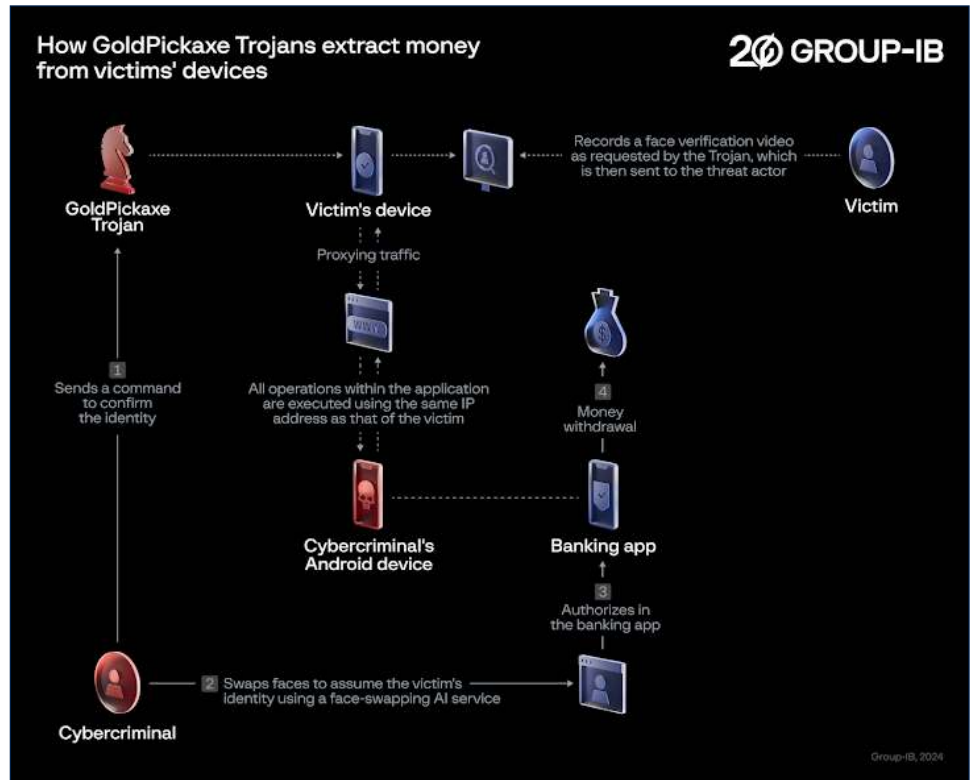 How GoldPickaxe Trojans extract money
from victims' devices
20 GROUP-IB
Records a face verification video
as requested by the Trojan, which
is then sent to the threat actor
GoldPickaxe
Trojan
Victim's device
Victim
Proxying traffic
WWW
1
Sends a command
to confirm
the identity
All operations within the application
are executed using the same IP
address as that of the victim
$
4
Money
withdrawal
Cybercriminal's
Android device
Banking app
3
Authorizes in
the banking app
2 Swaps faces to assume the victim's
identity using a face-swapping AI service
Cybercriminal
Group-IB, 2024